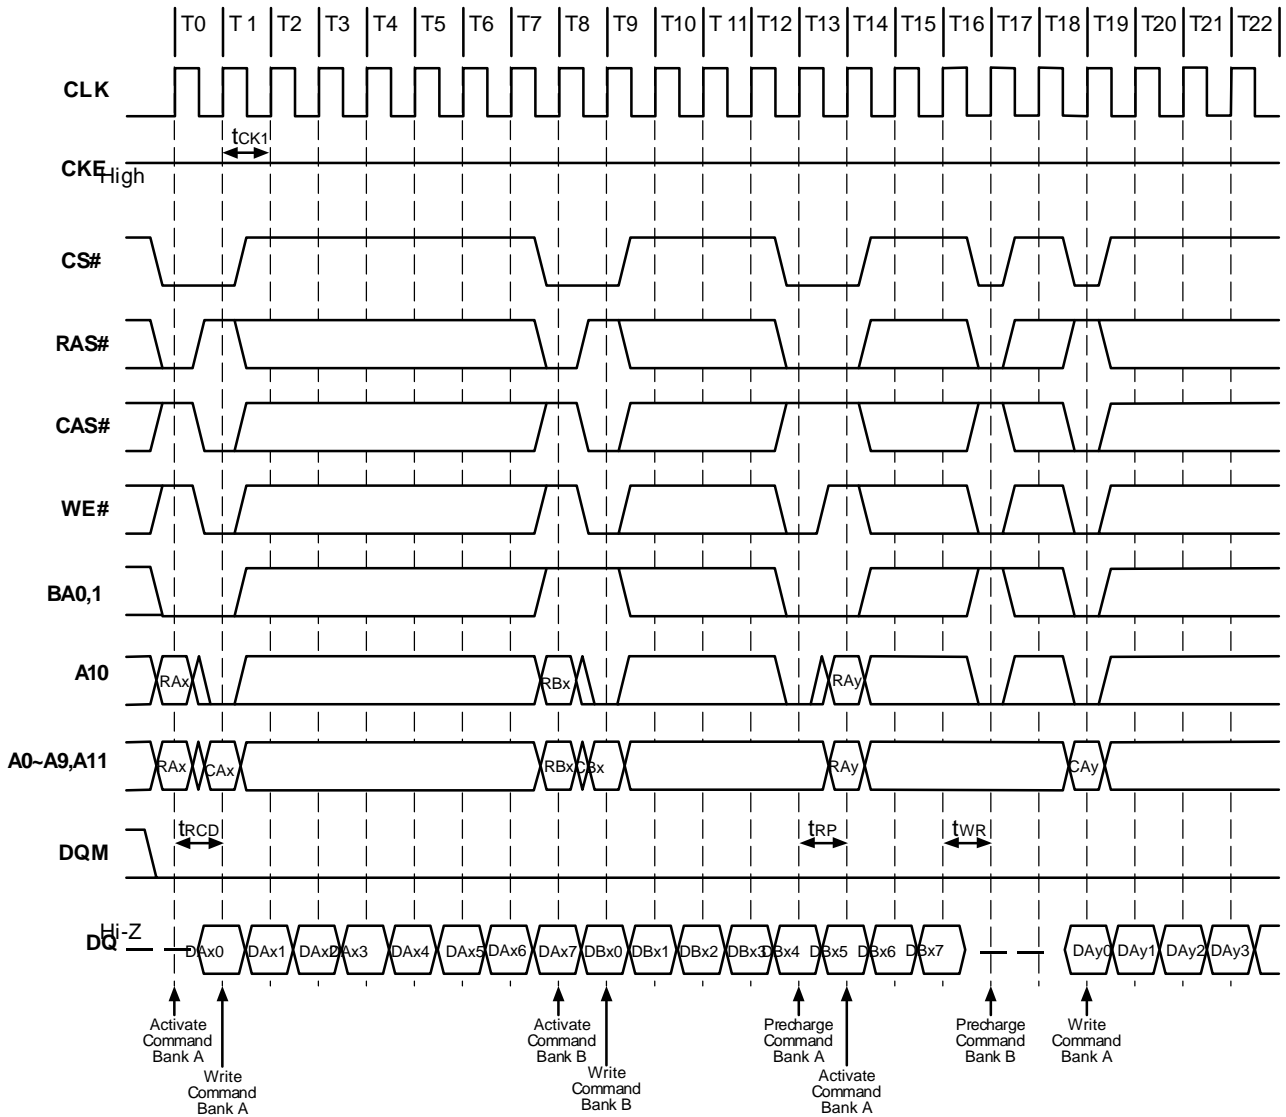 T0 T 1 T2 T3 T4 T5 T6 T7 T8 T9 T10 T 11 T12 T13 T14 T15 T16 T17 T18 T19 T20 T21 T22
CLK
tCK1
CKE High
CS#
RAS#
CAS#
WE#
BA0,1
A10 RAx RBx RAy
A0~A9,A11 RAx CAx RBx CBx RAy CAy
tRCD tRP tWR
DQM
Hi-Z
DQ DAx0 DAx1 DAx2 DAx3 DAx4 DAx5 DAx6 DAx7 DBx0 DBx1 DBx2 DBx3 DBx4 DBx5 DBx6 DBx7 DAy0 DAy1 DAy2 DAy3
Activate
Command
Bank A
Write
Command
Bank A
Activate
Command
Bank B
Write
Command
Bank B
Precharge
Command
Bank A
Activate
Command
Bank A
Precharge
Command
Bank B
Write
Command
Bank A